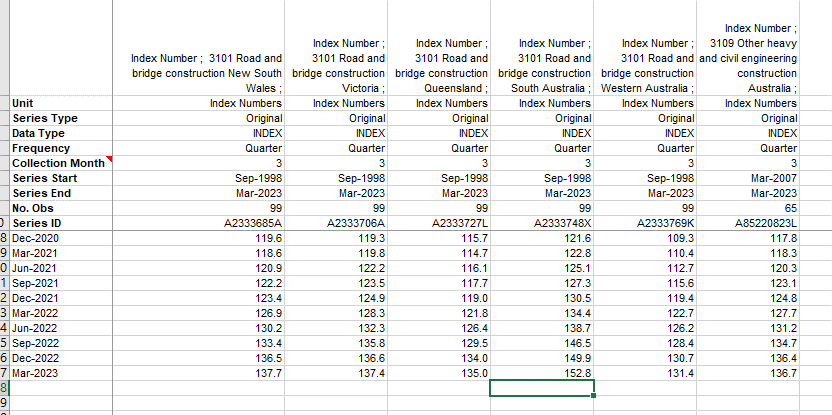 Index Number ;
Index Number ; Index Number ; Index Number ; Index Number ; 3109 Other heavy
Index Number ; 3101 Road and 3101 Road and 3101 Road and 3101 Road and 3101 Road and and civil engineering
bridge construction New South bridge construction bridge construction bridge construction bridge construction construction
Wales ; Victoria ; Queensland ; South Australia ; Western Australia ; Australia ;
Unit Index Numbers Index Numbers Index Numbers Index Numbers Index Numbers Index Numbers
Series Type Original Original Original Original Original Original
Data Type INDEX INDEX INDEX INDEX INDEX INDEX
Frequency Quarter Quarter Quarter Quarter Quarter Quarter
Collection Month 3 3 3 3 3 3
Series Start Sep-1998 Sep-1998 Sep-1998 Sep-1998 Sep-1998 Mar-2007
Series End Mar-2023 Mar-2023 Mar-2023 Mar-2023 Mar-2023 Mar-2023
No. Obs 99 99 99 99 99 65
0 Series ID A2333685A A2333706A A2333727L A2333748X A2333769K A85220823L
8 Dec-2020 119.6 119.3 115.7 121.6 109.3 117.8
9 Mar-2021 118.6 119.8 114.7 122.8 110.4 118.3
0 Jun-2021 120.9 122.2 116.1 125.1 112.7 120.3
1 Sep-2021 122.2 123.5 117.7 127.3 115.6 123.1
2 Dec-2021 123.4 124.9 119.0 130.5 119.4 124.8
3 Mar-2022 126.9 128.3 121.8 134.4 122.7 127.7
4 Jun-2022 130.2 132.3 126.4 138.7 126.2 131.2
5 Sep-2022 133.4 135.8 129.5 146.5 128.4 134.7
6 Dec-2022 136.5 136.6 134.0 149.9 130.7 136.4
7 Mar-2023 137.7 137.4 135.0 152.8 131.4 136.7
8
9